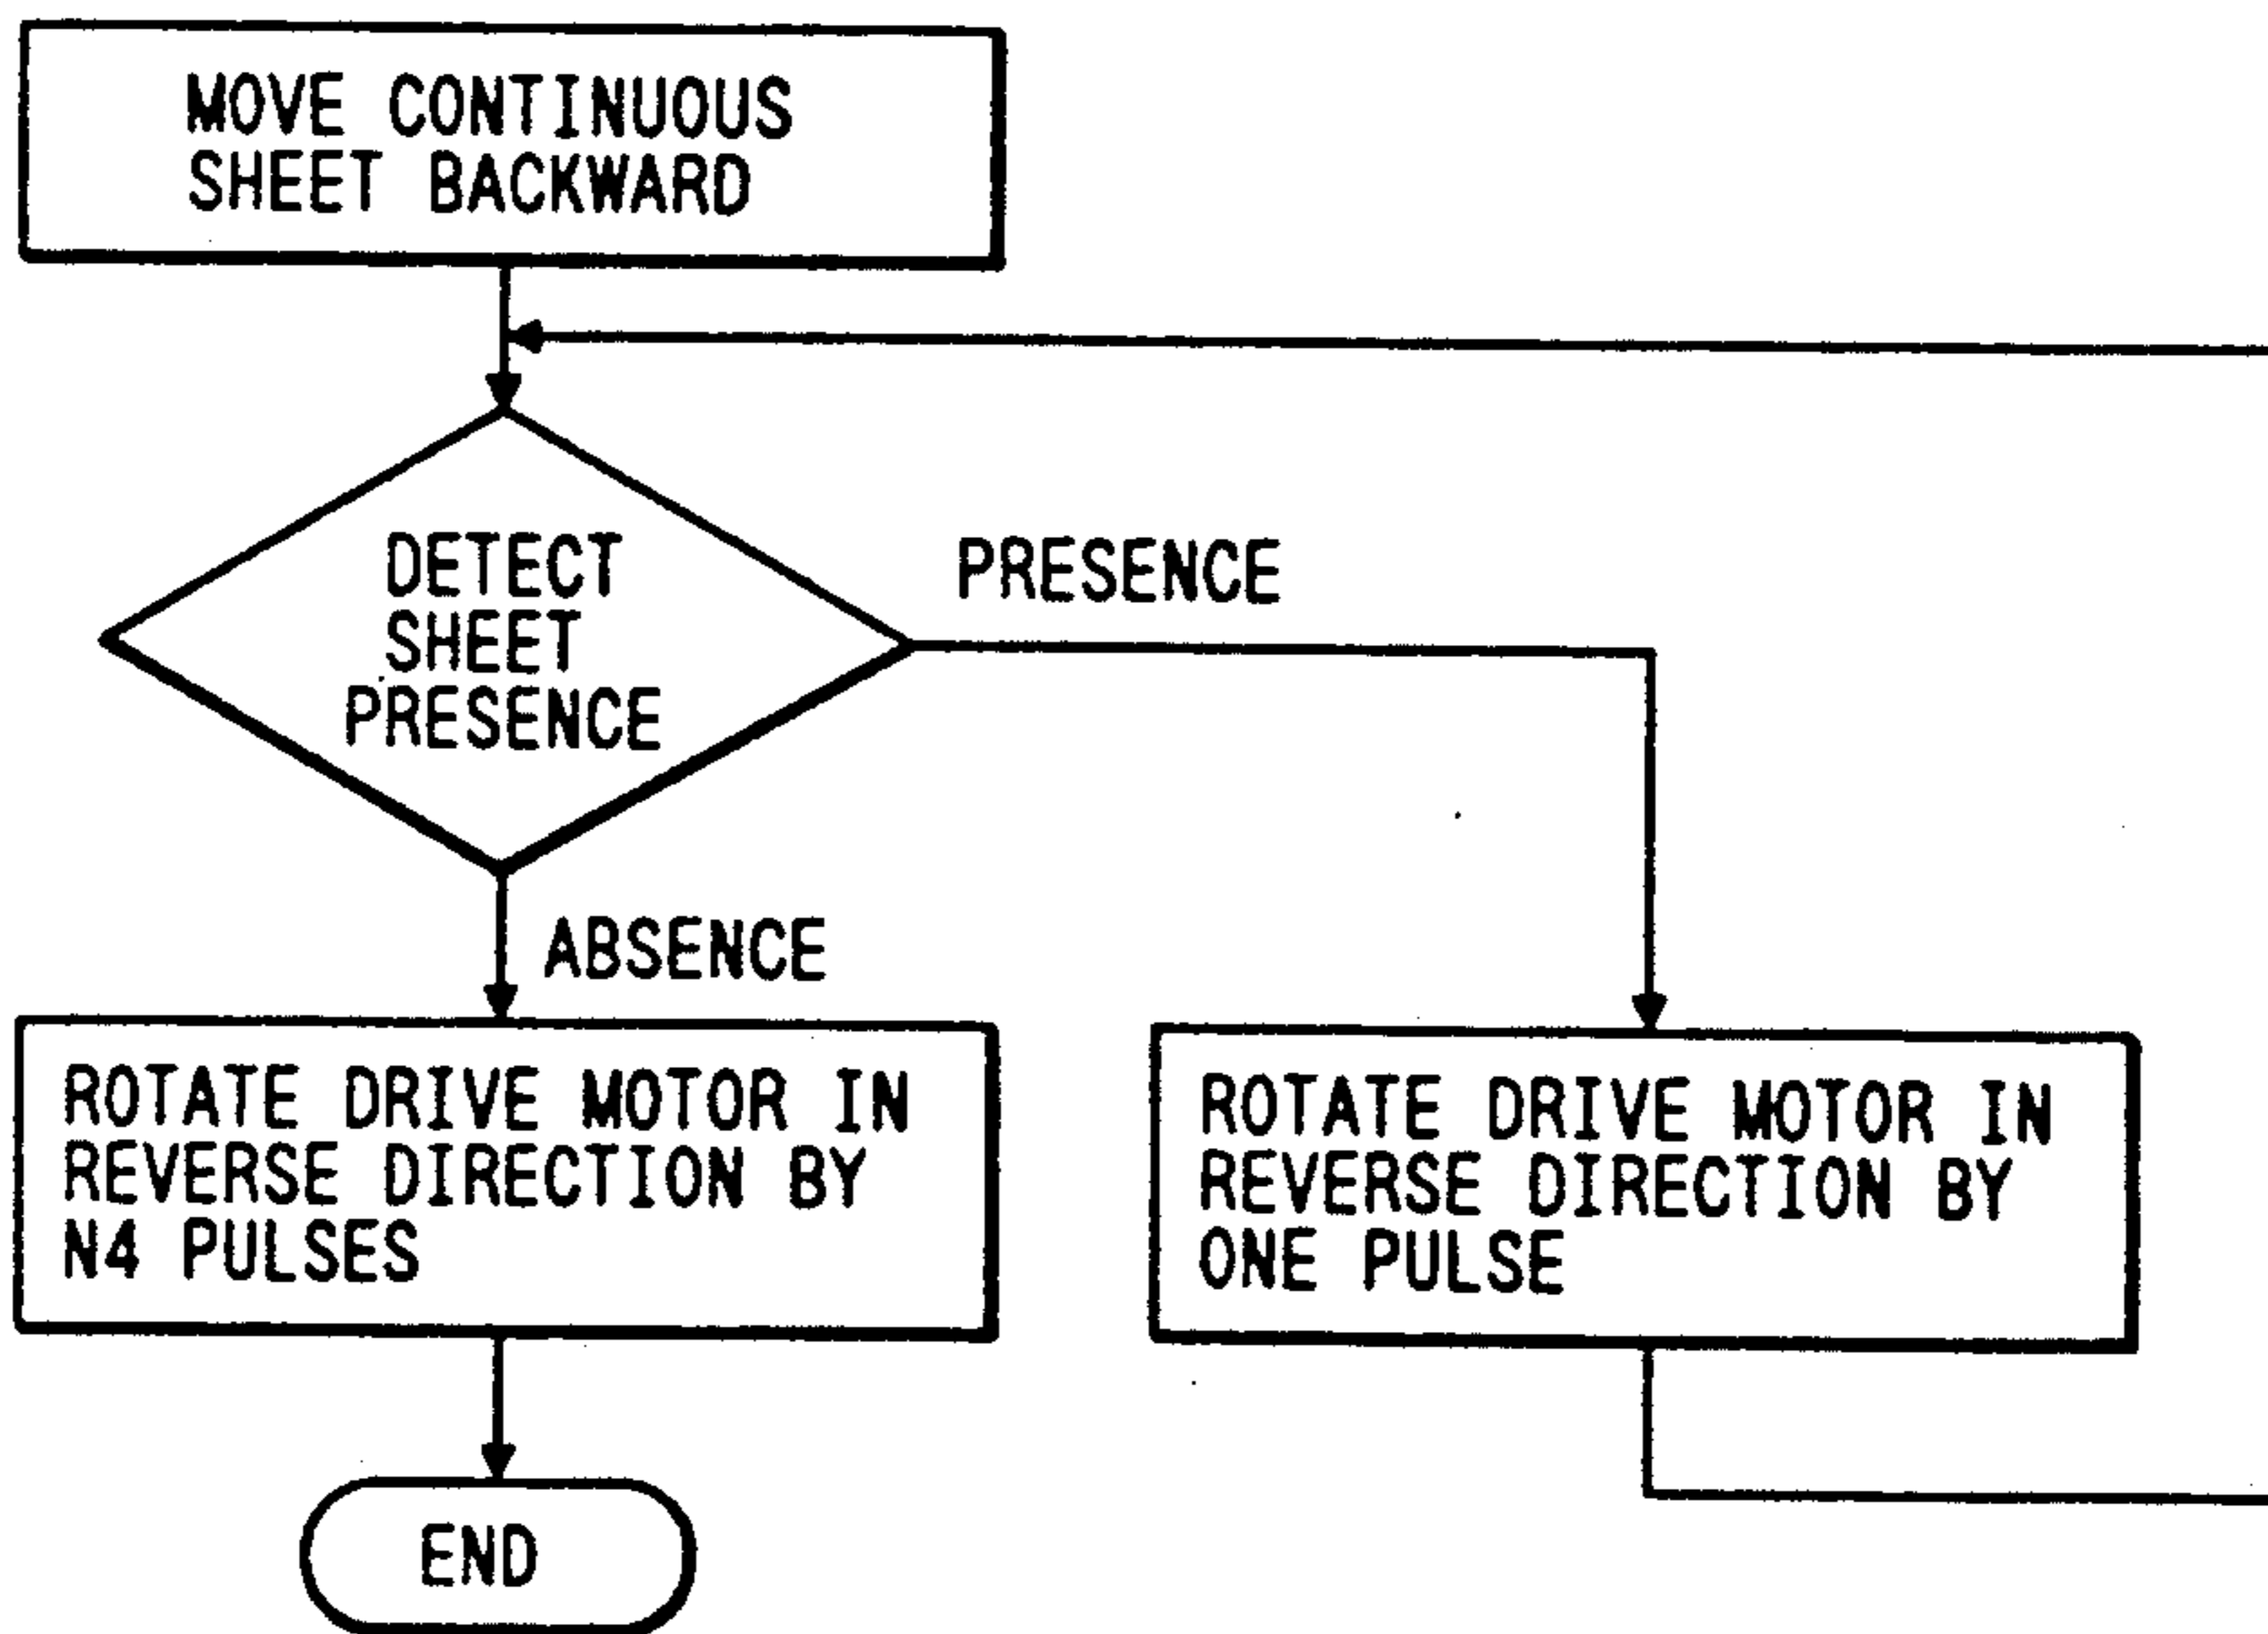 MOVE CONTINUOUS
SHEET BACKWARD
DETECT
SHEET
PRESENCE
PRESENCE
ABSENCE
ROTATE DRIVE MOTOR IN
REVERSE DIRECTION BY
N4 PULSES
ROTATE DRIVE MOTOR IN
REVERSE DIRECTION BY
ONE PULSE
END